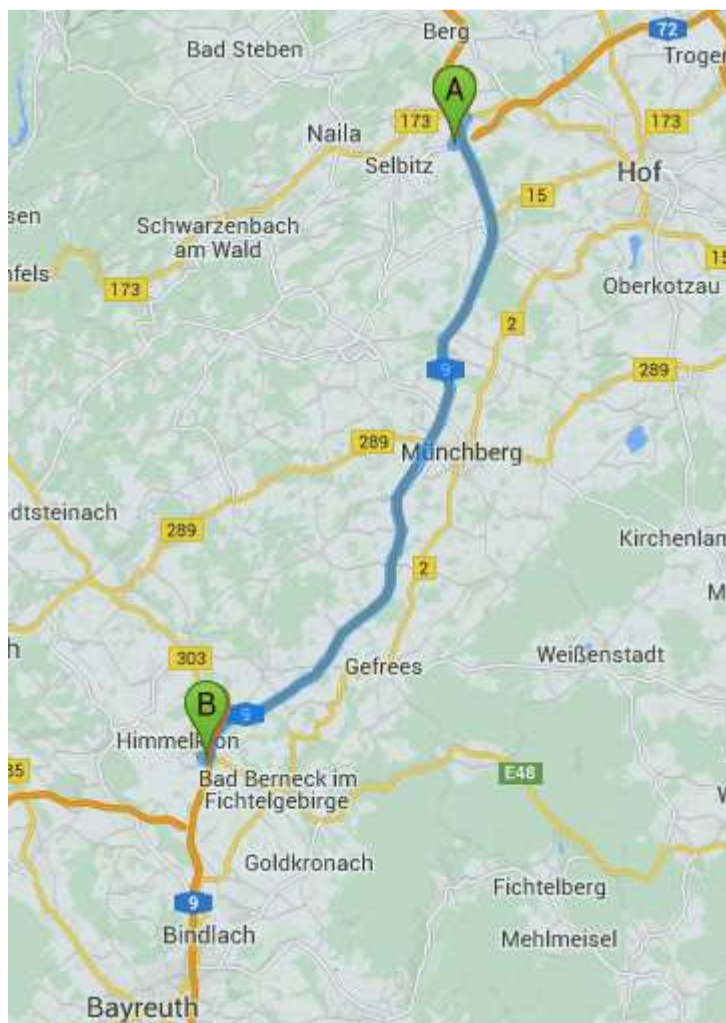 Berg
72
Bad Steben
Troger
A
Naila
173
173
Selbitz
Hof
15
sen
Schwarzenbach
am Wald
nfels
173
15
Oberkotzau
2
9
289
289
Münchberg
dtsteinach
289
Kirchenlam
2
M
h
303
Gefrees
Weißenstadt
B
9
Himmelkron
85
Bad Berneck im
Fichtelgebirge
E48
W
Goldkronach
Fichtelberg
9
Bindlach
Mehlmeisel
Bayreuth